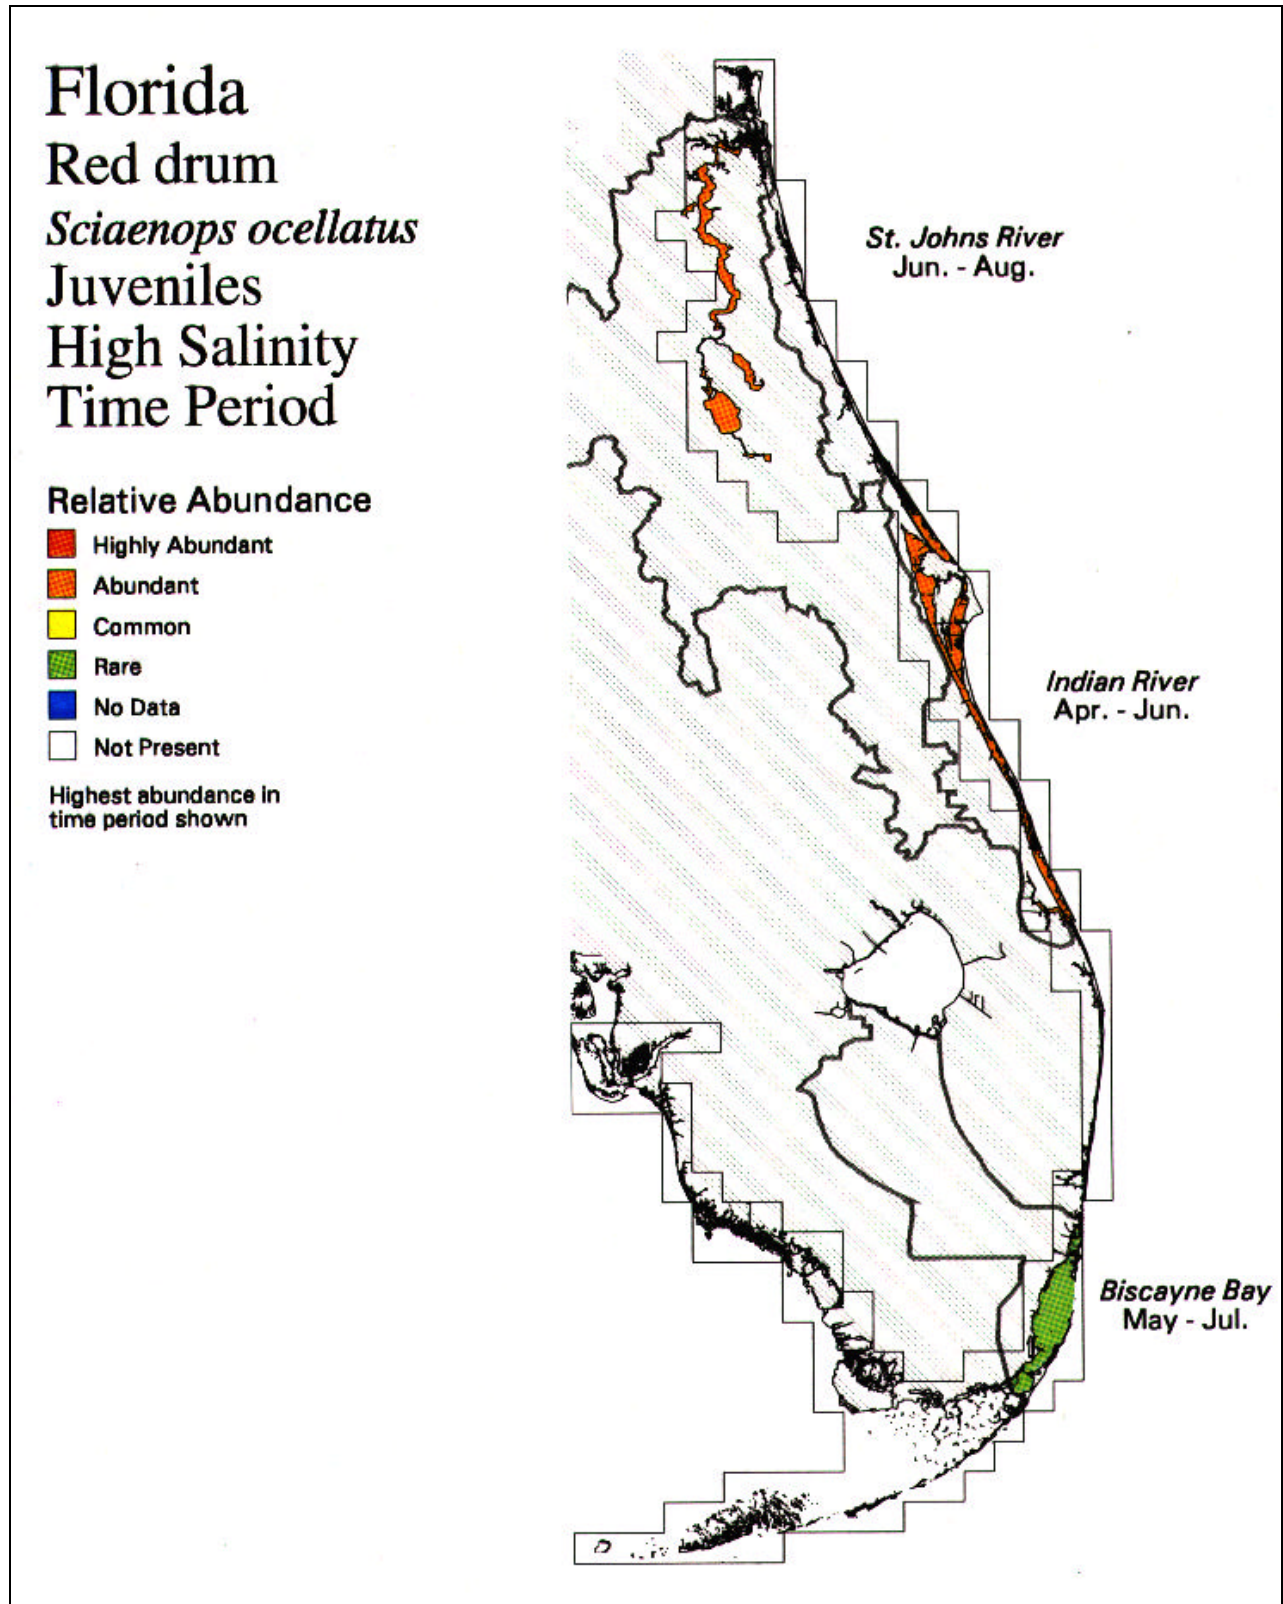 Florida
Red drum
Sciaenops ocellatus
Juveniles
High Salinity
Time Period
Relative Abundance
Highly Abundant
Abundant
Common
Rare
No Data
Not Present
Highest abundance in
time period shown
St. Johns River
Jun. - Aug.
Indian River
Apr. - Jun.
Biscayne Bay
May - Jul.